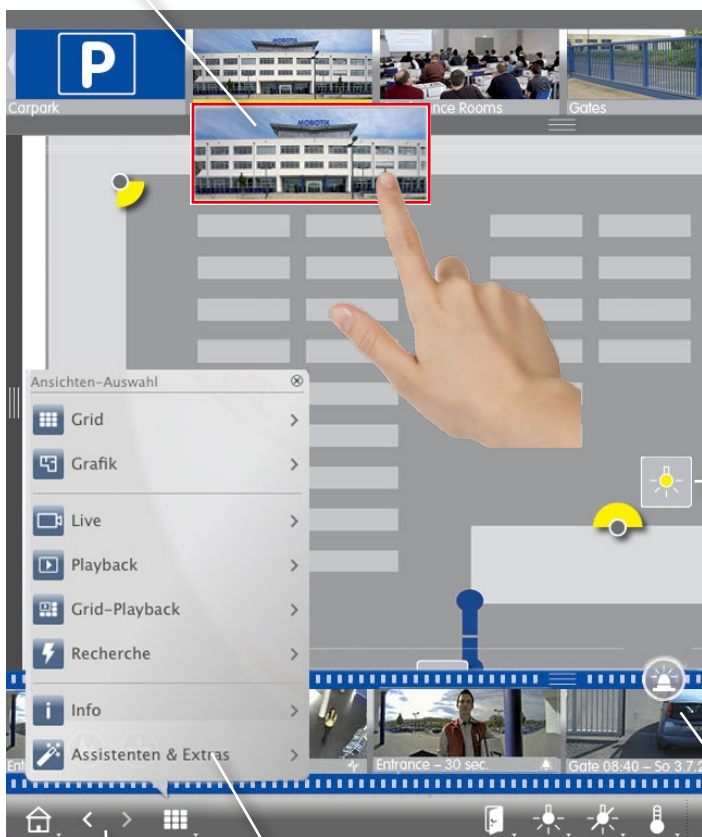 P
MOBOTIX
Carpark
ence Rooms
Gates
MOBOTIX
Ansichten-Auswahl
Grid
Grafik
Live
Playback
Grid-Playback
Recherche
Info
Assistenten & Extras
Ent
Entrance – 30 sec.
Gate 08:40 – So 3.7.2